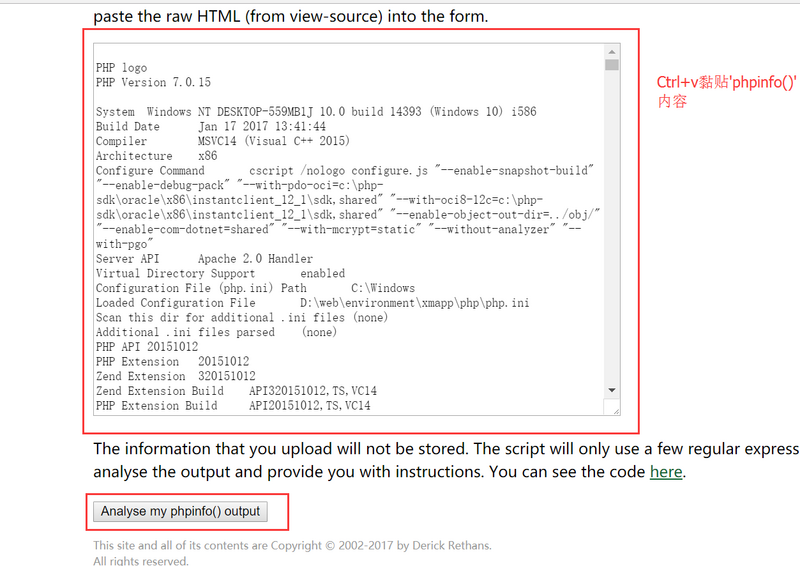 paste the raw HTML (from view-source) into the form.
PHP logo
PHP Version 7.0.15
System  Windows NT DESKTOP-559MB1J 10.0 build 14393 (Windows 10) i586
Build Date      Jan 17 2017 13:41:44
Compiler        MSVC14 (Visual C++ 2015)
Architecture    x86
Configure Command       cscript /nologo configure.js "--enable-snapshot-build"
"--enable-debug-pack" "--with-pdo-oci=c:\php-
sdk\oracle\x86\instantclient_12_1\sdk,shared" "--with-oci8-12c=c:\php-
sdk\oracle\x86\instantclient_12_1\sdk,shared" "--enable-object-out-dir=../obj/"
"--enable-com-dotnet=shared" "--with-mcrypt=static" "--without-analyzer" "--
with-pgo"
Server API      Apache 2.0 Handler
Virtual Directory Support       enabled
Configuration File (php.ini) Path       C:\Windows
Loaded Configuration File       D:\web\environment\xmapp\php\php.ini
Scan this dir for additional .ini files (none)
Additional .ini files parsed    (none)
PHP API 20151012
PHP Extension   20151012
Zend Extension  320151012
Zend Extension Build    API320151012,TS,VC14
PHP Extension Build     API20151012,TS,VC14
Ctrl+v黏贴'phpinfo()'
内容
The information that you upload will not be stored. The script will only use a few regular express
analyse the output and provide you with instructions. You can see the code here.
Analyse my phpinfo() output
This site and all of its contents are Copyright © 2002-2017 by Derick Rethans.
All rights reserved.